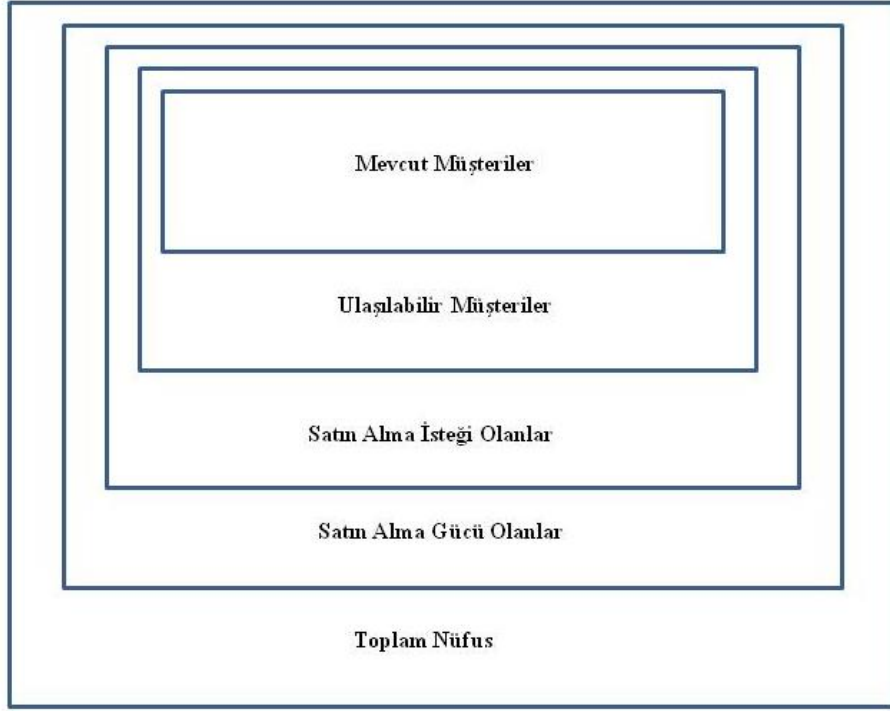 Mevcut Müşteriler
Ulaşılabilir Müşteriler
Satın Alma İsteği Olanlar
Satın Alma Gücü Olanlar
Toplam Nüfus